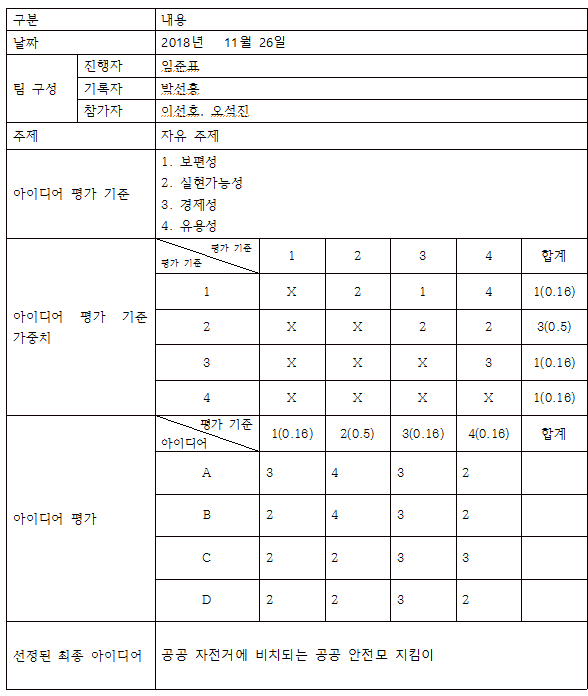 구분 내용
날짜 2018년 11월 26일
팀 구성 진행자 임준표
기록자 박선홍
참가자 이선호, 오석진
주제 자유 주제
아이디어 평가 기준 1. 보편성
2. 실현가능성
3. 경제성
4. 유용성
아이디어 평가 기준 가중치 평가 기준 평가 기준 1 2 3 4 합계
1 X 2 1 4 1(0.16)
2 X X 2 2 3(0.5)
3 X X X 3 1(0.16)
4 X X X X 1(0.16)
아이디어 평가 평가 기준 아이디어 1(0.16) 2(0.5) 3(0.16) 4(0.16) 합계
A 3 4 3 2
B 2 4 3 2
C 2 2 3 3
D 2 2 3 2
선정된 최종 아이디어 공공 자전거에 비치되는 공공 안전모 지킴이